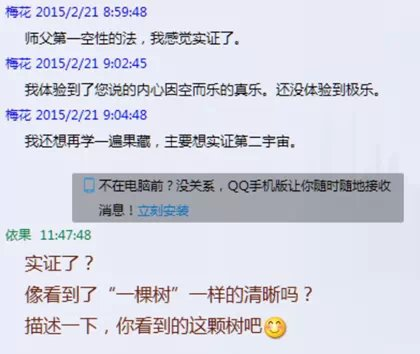 梅花 2015/2/21 8:59:48
师父第一空性的法，我感觉实证了。
梅花 2015/2/21 9:02:45
我体验到了您说的内心因空而乐的真乐。还没体验到极乐。
梅花 2015/2/21 9:04:48
我还想再学一遍果藏，主要想实证第二宇宙。
不在电脑前？没关系，QQ手机版让你随时随地接收
消息！立刻安装
依果 11:47:48
实证了？
像看到了“一棵树”一样的清晰吗？
描述一下，你看到的这颗树吧